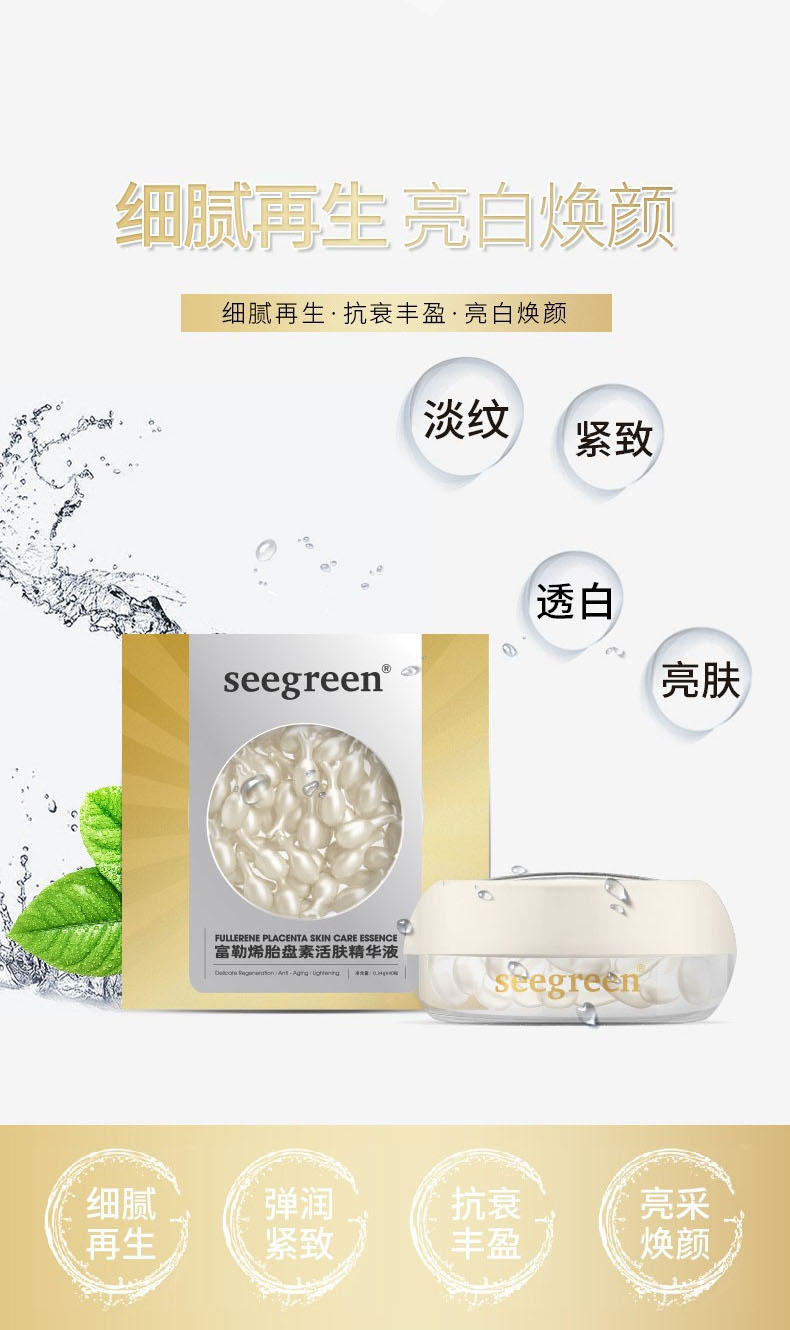 细腻再生 亮白焕颜
细腻再生·抗衰丰盈·亮白焕颜
淡纹
紧致
透白
亮肤
seegreen®
FULLERENE PLACENTA SKIN CARE ESSENCE
富勒烯胎盘素活肤精华液
Delicate Regeneration | Anti - Aging | Lightening
净含量:
seegreen®
细腻
再生
弹润
紧致
抗衰
丰盈
亮采
焕颜